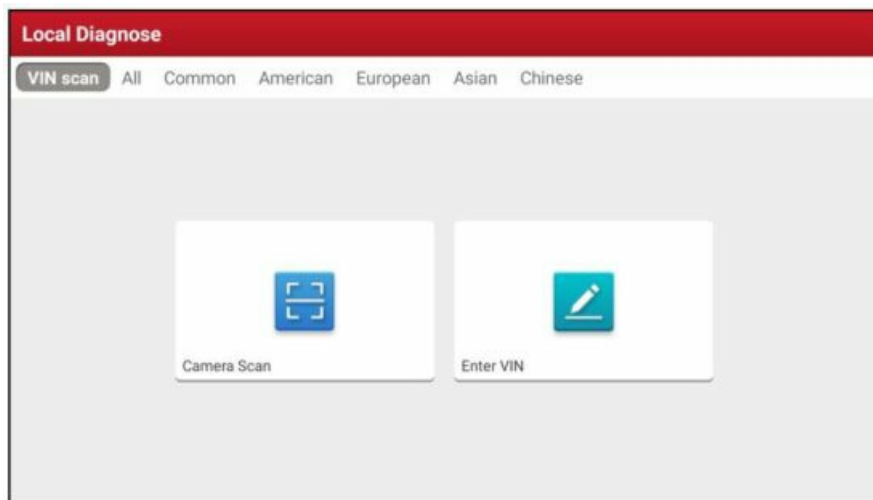 Local Diagnose
VIN scan All Common American European Asian Chinese
Camera Scan Enter VIN